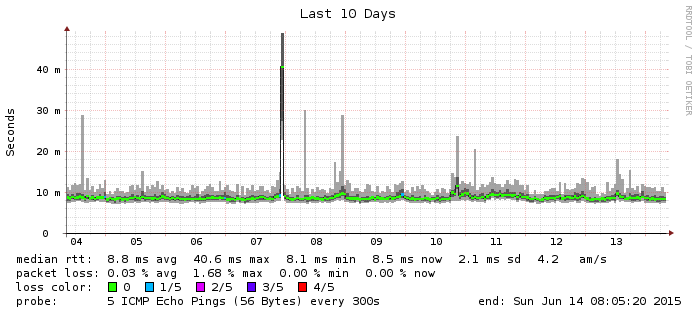 Last 10 Days
RRDTOOL / TOBI OETIKER
Seconds
40 m
30 m
20 m
10 m
0
04 05 06 07 08 09 10 11 12 13
median rtt: 8.8 ms avg 40.6 ms max 8.1 ms min 8.5 ms now 2.1 ms sd 4.2 am/s
packet loss: 0.03 % avg 1.68 % max 0.00 % min 0.00 % now
loss color: 0 1/5 2/5 3/5 4/5
probe: 5 ICMP Echo Pings (56 Bytes) every 300s end: Sun Jun 14 08:05:20 2015